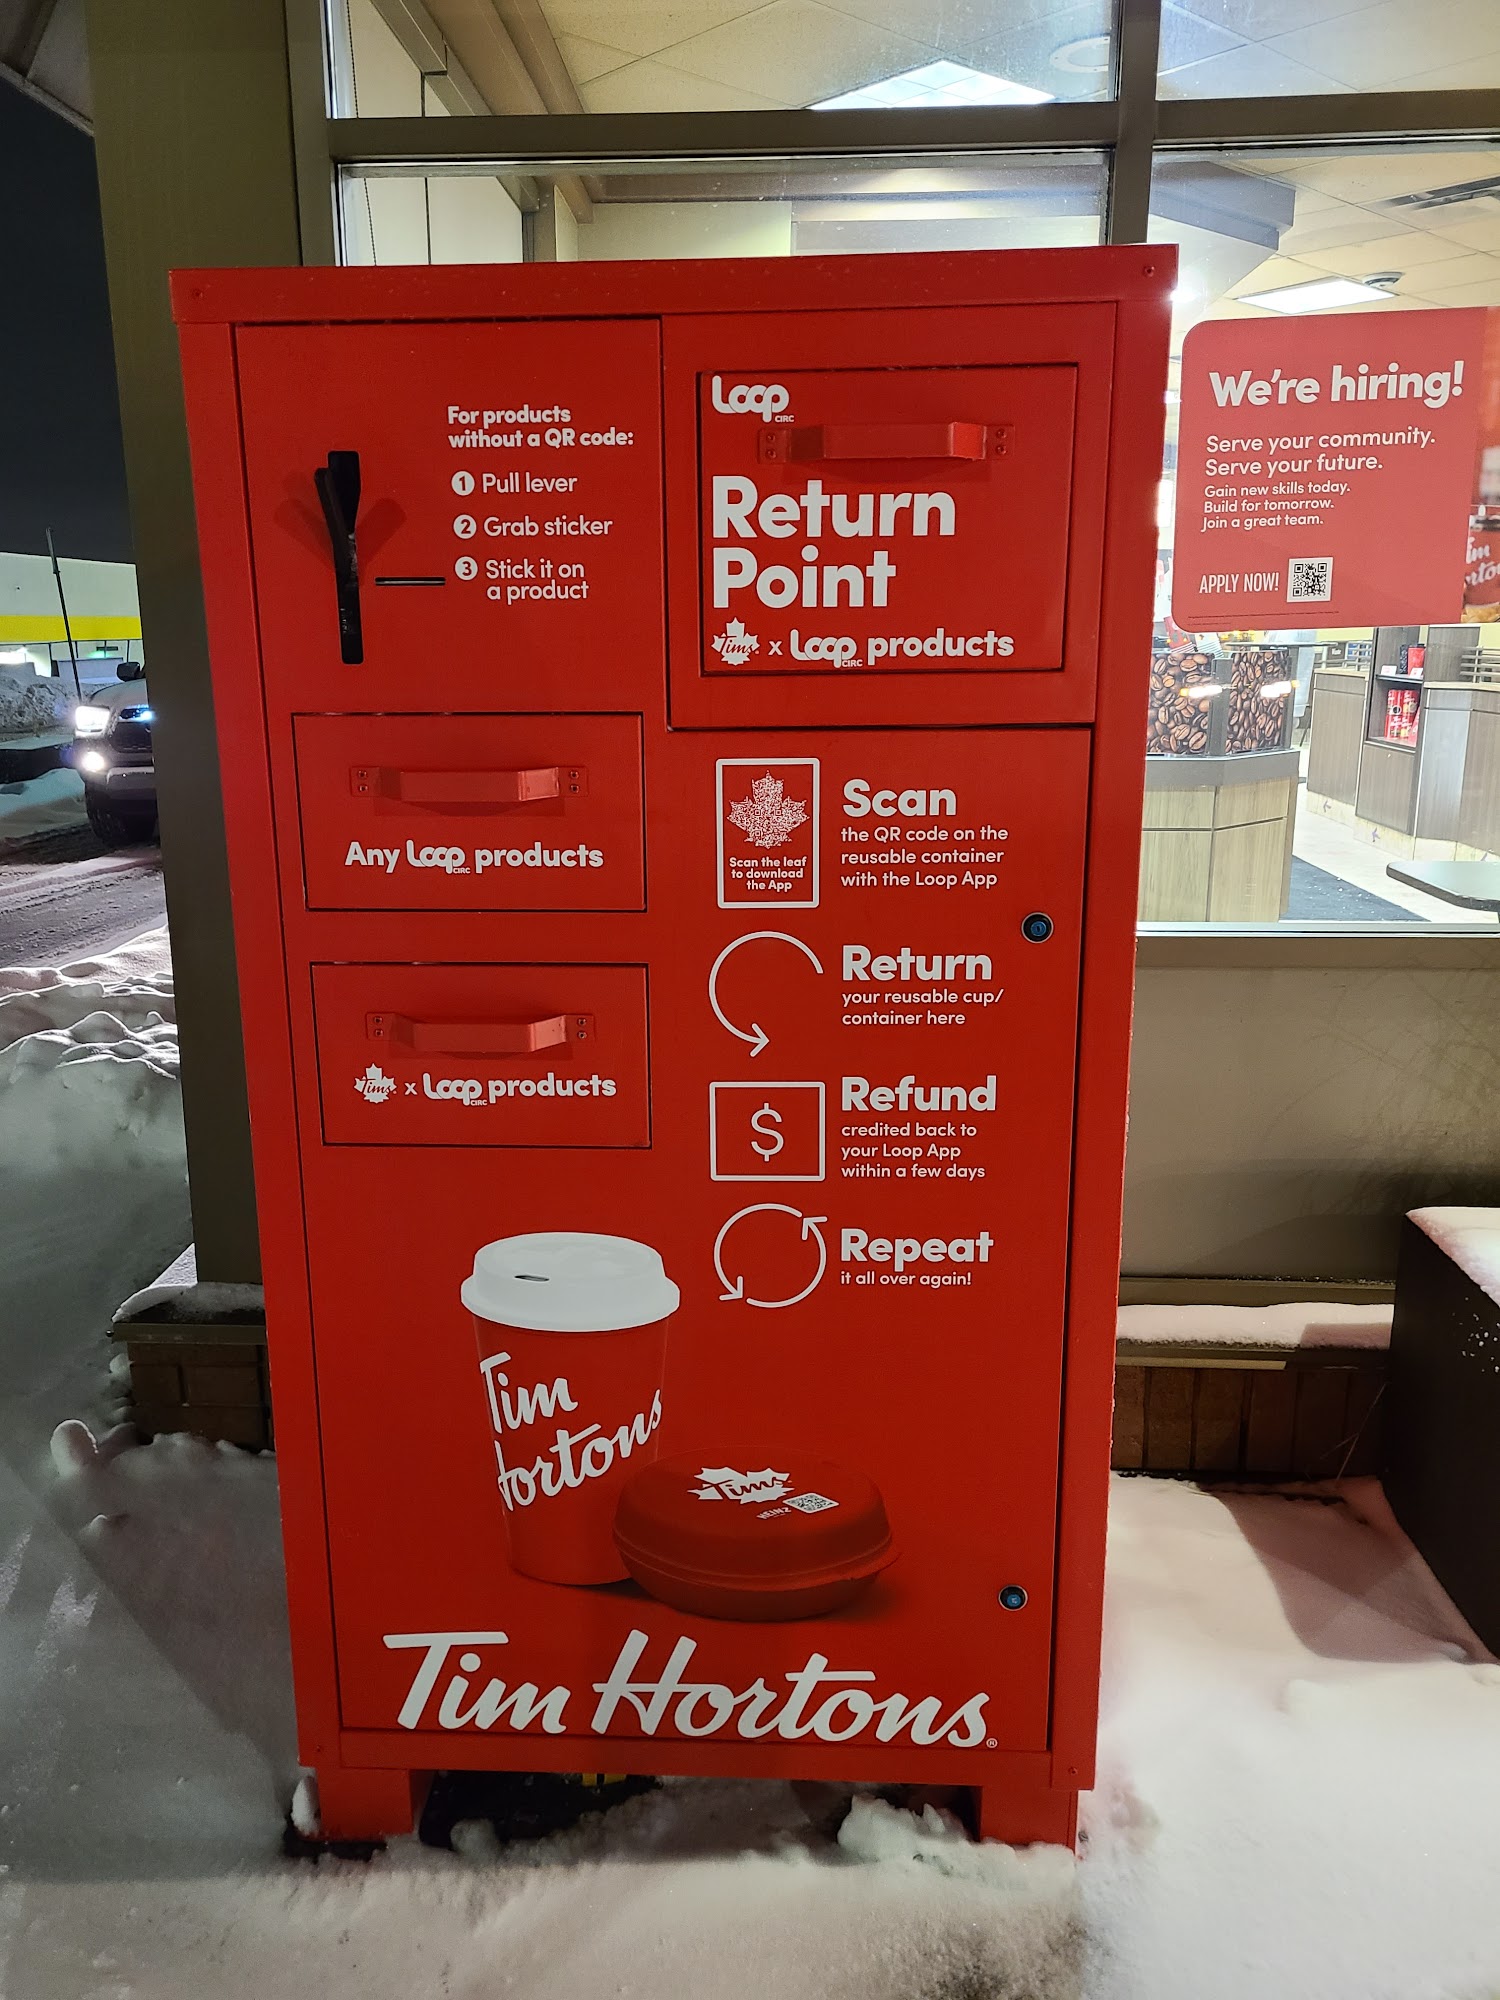 For products
without a QR code:
1 Pull lever
2 Grab sticker
3 Stick it on
a product
Loop
CIRC
Return
Point
Tims x Loop CIRC products
Any Loop CIRC products
Tims x Loop CIRC products
Scan the leaf
to download
the App
Scan
the QR code on the
reusable container
with the Loop App
Return
your reusable cup/
container here
$
Refund
credited back to
your Loop App
within a few days
Repeat
it all over again!
Tim
Hortons
Tims
HEINZ
Tim Hortons®
We're hiring!
Serve your community.
Serve your future.
Gain new skills today.
Build for tomorrow.
Join a great team.
APPLY NOW!